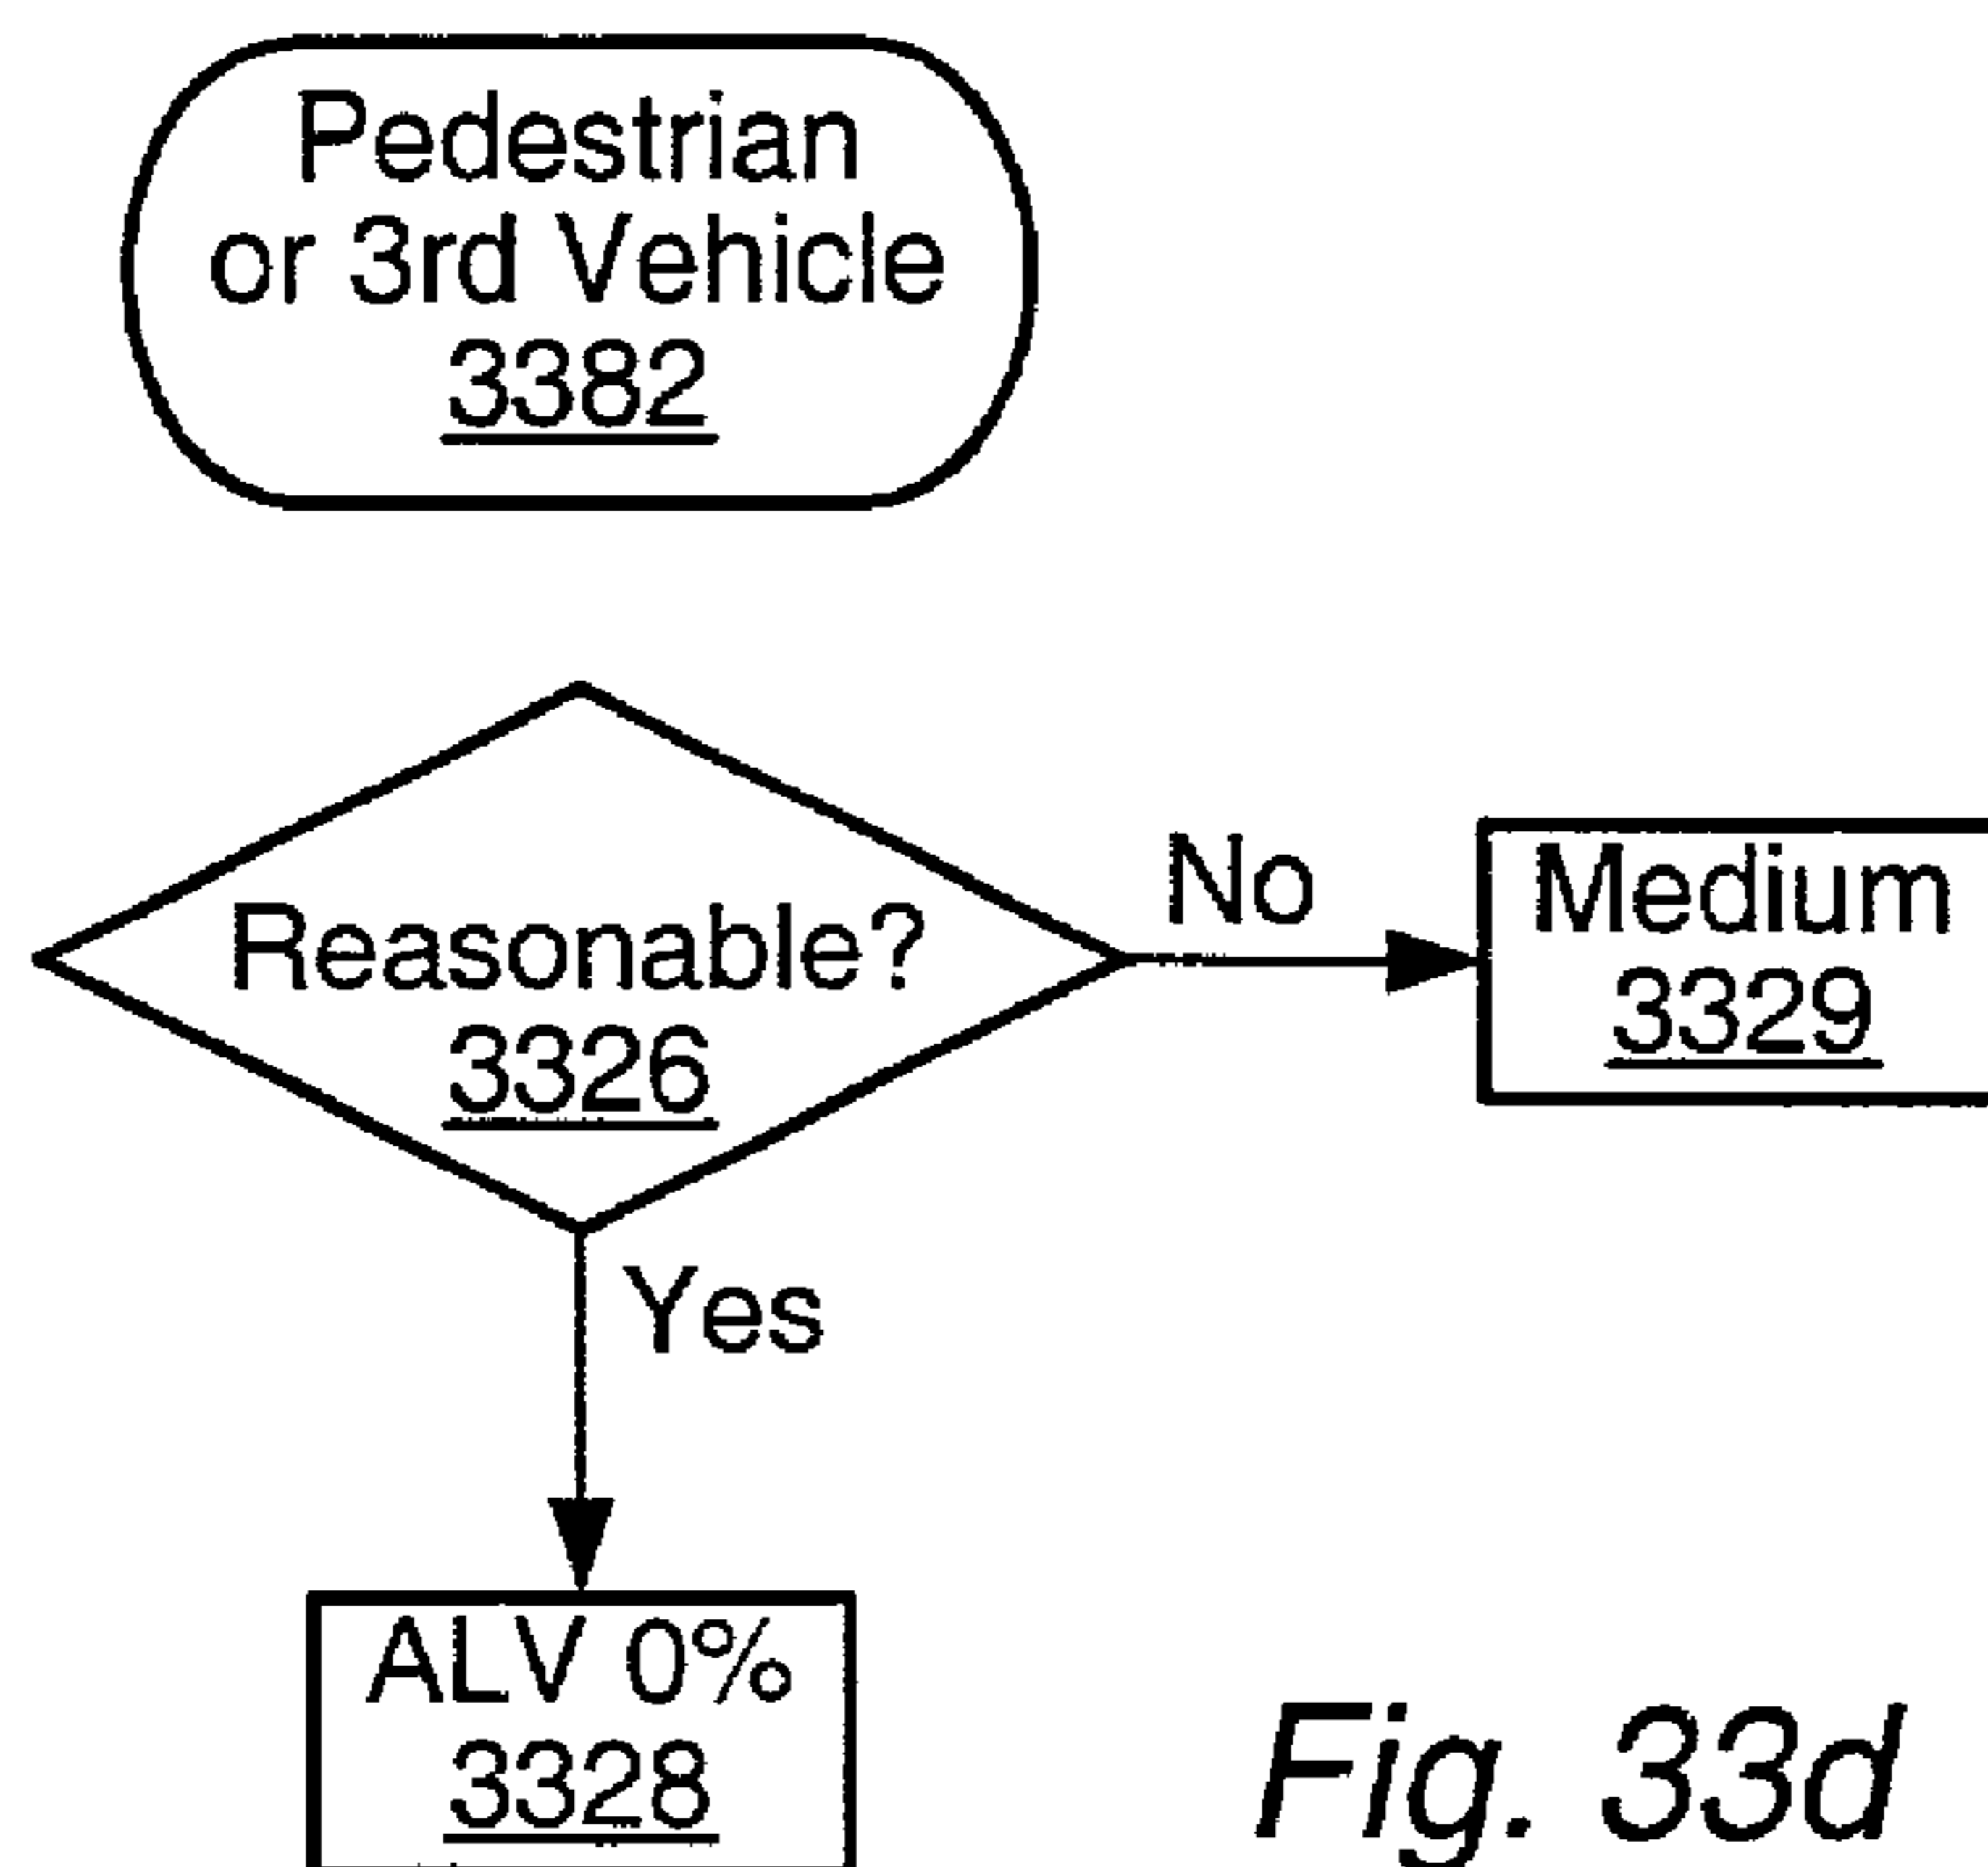 Pedestrian
or 3rd Vehicle
3382
Reasonable?
3326
No
Medium
3329
Yes
ALV 0%
3328
Fig. 33d